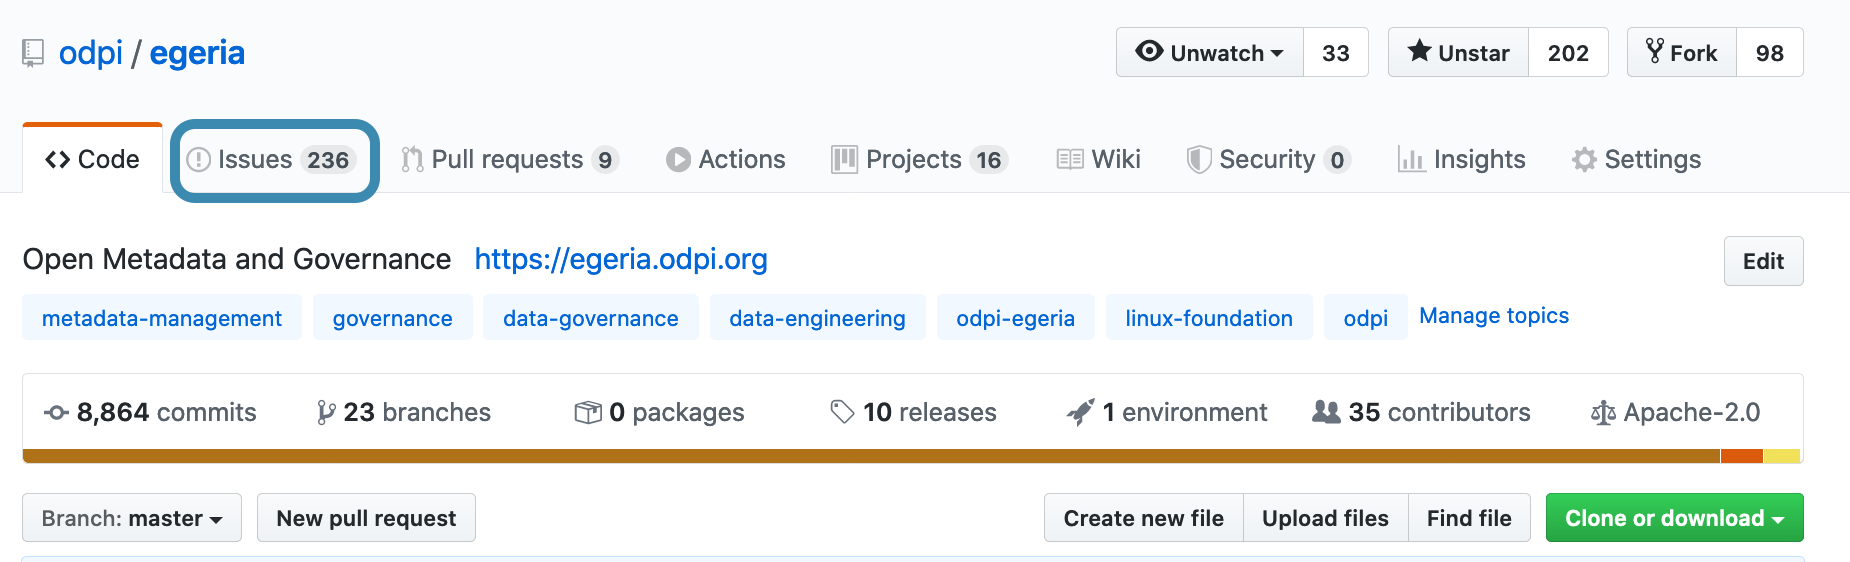 odpi / egeria Unwatch 33 Unstar 202 Fork 98
Code Issues 236 Pull requests 9 Actions Projects 16 Wiki Security 0 Insights Settings
Open Metadata and Governance https://egeria.odpi.org Edit
metadata-management governance data-governance data-engineering odpi-egeria linux-foundation odpi Manage topics
8,864 commits 23 branches 0 packages 10 releases 1 environment 35 contributors Apache-2.0
Branch: master New pull request Create new file Upload files Find file Clone or download